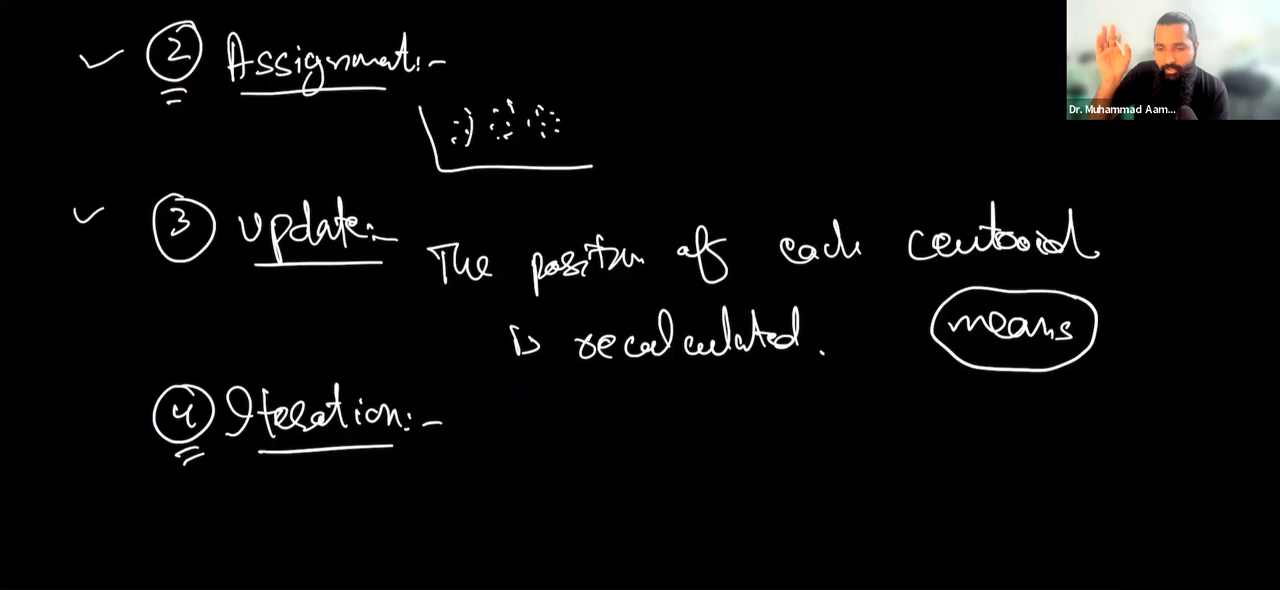 ② Assignment:-
Dr. Muhammad Aam...
③ update:-
The position of each centroid
is recalculated. means
④ Iteration:-